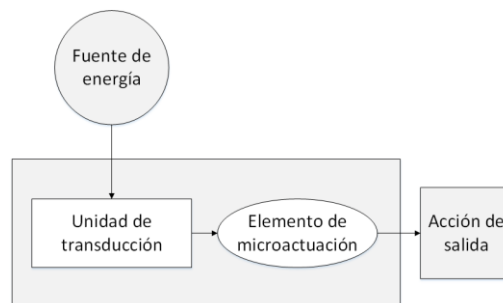 Fuente de
energía
Unidad de
transducción
Elemento de
microactuación
Acción de
salida